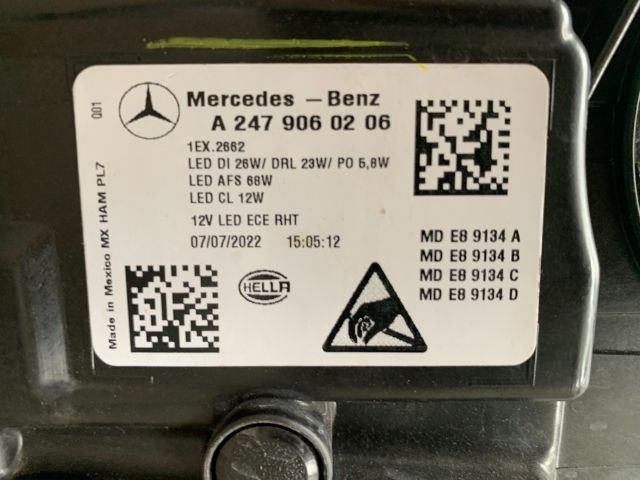 Mercedes - Benz
A 247 906 02 06
1EX.2662
LED DI 26W/ DRL 23W/ PO 5,8W
LED AFS 68W
LED CL 12W
12V LED ECE RHT
07/07/2022 15:05:12
MD E8 9134 A
MD E8 9134 B
MD E8 9134 C
MD E8 9134 D
HELLA
Made in Mexico MX HAM PL7
Q01